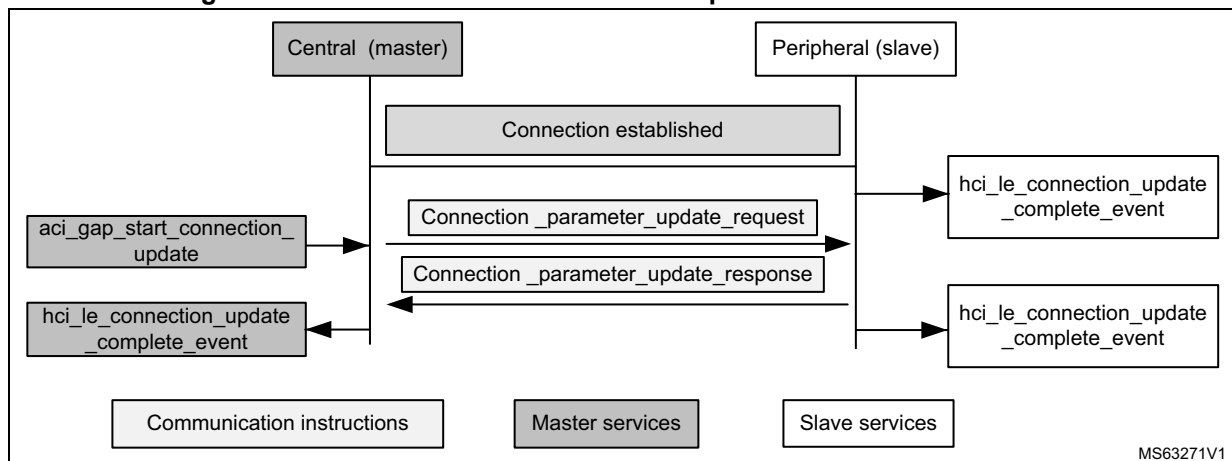 Central (master)
Peripheral (slave)
Connection established
hci_le_connection_update
_complete_event
Connection _parameter_update_request
aci_gap_start_connection_
update
Connection _parameter_update_response
hci_le_connection_update
_complete_event
hci_le_connection_update
_complete_event
Communication instructions
Master services
Slave services
MS63271V1